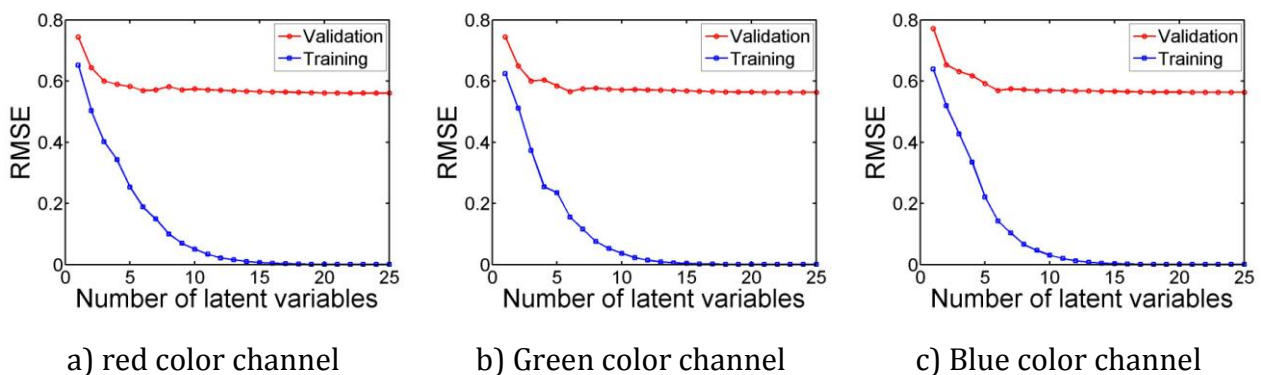 0.8
0.6
0.4
0.2
0
RMSE
Validation
Training
0 5 10 15 20 25
Number of latent variables
a) red color channel
0.8
0.6
0.4
0.2
0
RMSE
Validation
Training
0 5 10 15 20 25
Number of latent variables
b) Green color channel
0.8
0.6
0.4
0.2
0
RMSE
Validation
Training
0 5 10 15 20 25
Number of latent variables
c) Blue color channel